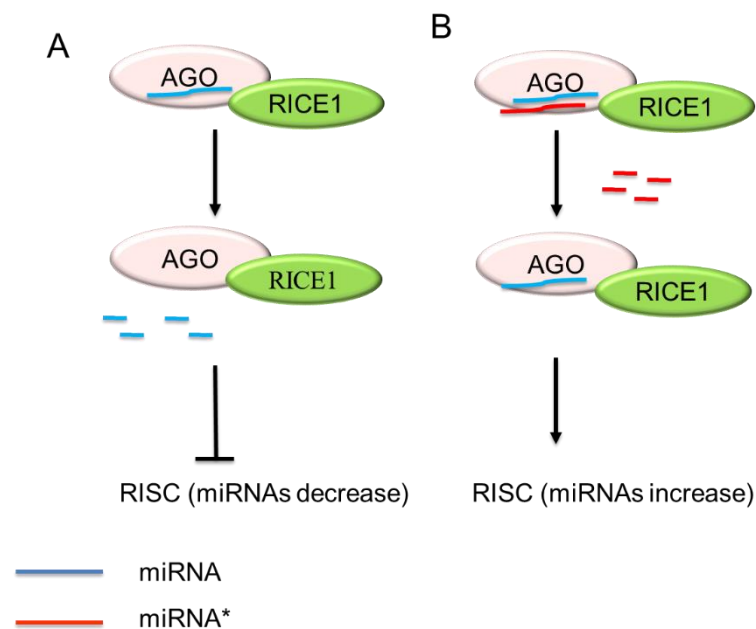 A
AGO
RICE1
AGO
RICE1
RISC (miRNAs decrease)
B
AGO
RICE1
AGO
RICE1
RISC (miRNAs increase)
miRNA
miRNA*